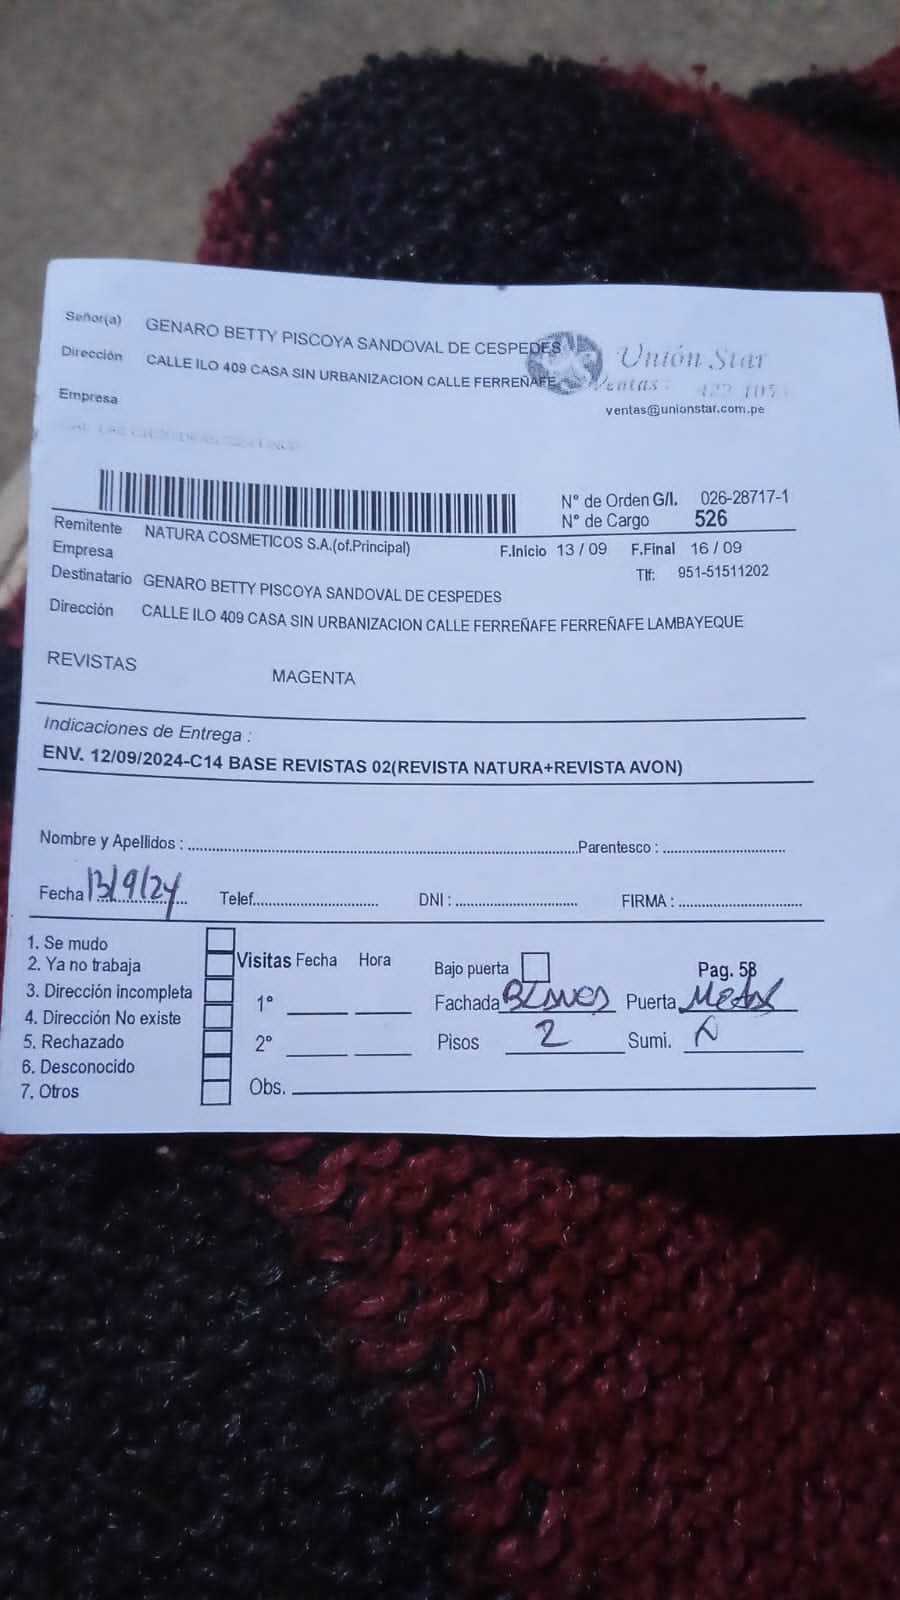 Señor(a) GENARO BETTY PISCOYA SANDOVAL DE CESPEDES
Dirección CALLE ILO 409 CASA SIN URBANIZACION CALLE FERREÑAFE
Empresa
Unión Star
Ventas:
ventas@unionstar.com.pe
N° de Orden G/I. 026-28717-1
N° de Cargo 526
Remitente NATURA COSMETICOS S.A.(of.Principal)
Empresa F.Inicio 13 / 09 F.Final 16 / 09
Tlf: 951-51511202
Destinatario GENARO BETTY PISCOYA SANDOVAL DE CESPEDES
Dirección CALLE ILO 409 CASA SIN URBANIZACION CALLE FERREÑAFE FERREÑAFE LAMBAYEQUE
REVISTAS MAGENTA
Indicaciones de Entrega :
ENV. 12/09/2024-C14 BASE REVISTAS 02(REVISTA NATURA+REVISTA AVON)
Nombre y Apellidos : Parentesco :
Fecha 13/9/24 Telef. DNI : FIRMA :
1. Se mudo
2. Ya no trabaja
3. Dirección incompleta
4. Dirección No existe
5. Rechazado
6. Desconocido
7. Otros
Visitas Fecha Hora
1°
2°
Obs.
Bajo puerta Pag. 58
Fachada Puerta
Pisos 2 Sumi.